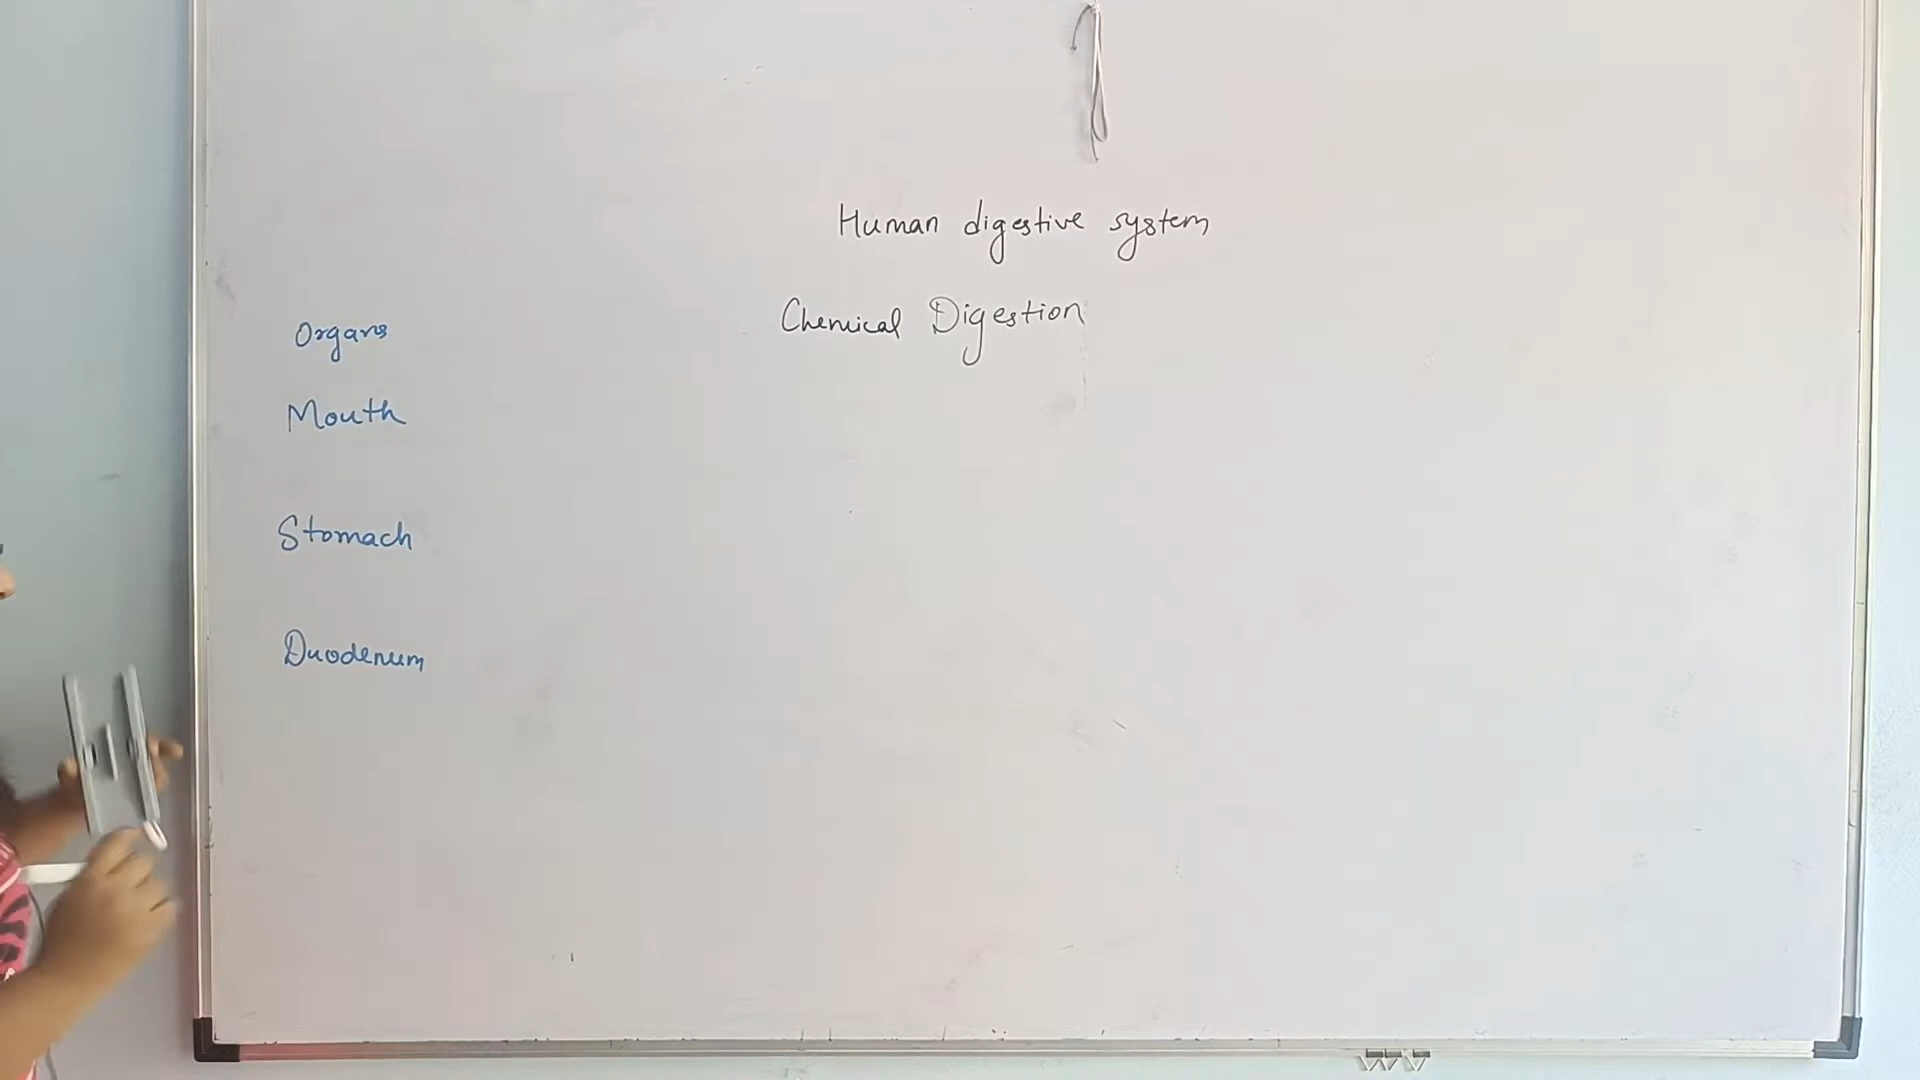 Human digestive system
Chemical Digestion
Organs
Mouth
Stomach
Duodenum